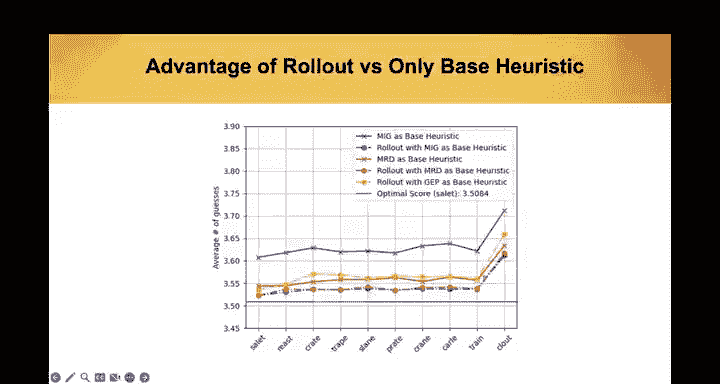 Advantage of Rollout vs Only Base Heuristic
3.90
3.85
3.80
3.75
3.70
3.65
3.60
3.55
3.50
3.45
Average # of guesses
MIG as Base Heuristic
Rollout with MIG as Base Heuristic
MRD as Base Heuristic
Rollout with MRD as Base Heuristic
Rollout with GEP as Base Heuristic
Optimal Score (salet): 3.5084
salet
reast
crate
trape
slane
prate
crane
carle
train
clout